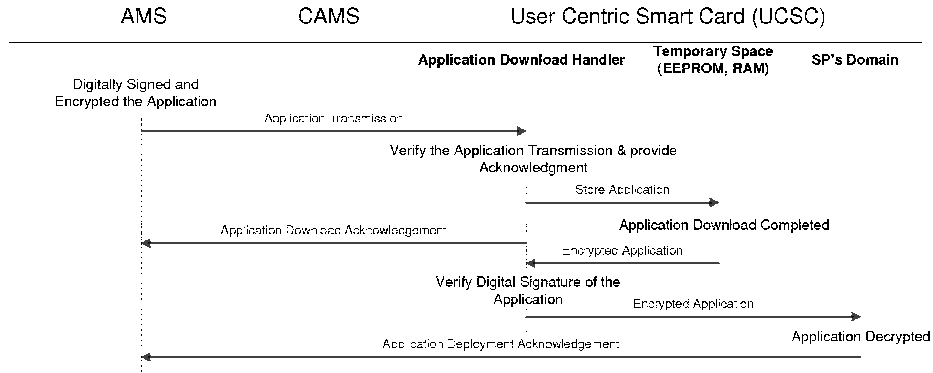 AMS CAMS User Centric Smart Card (UCSC)
Application Download Handler Temporary Space SP's Domain
(EEPROM, RAM)
Digitally Signed and
Encrypted the Application
Application Transmission
Verify the Application Transmission & provide
Acknowledgment
Store Application
Application Download Completed
Application Download Acknowledgement
Encrypted Application
Verify Digital Signature of the
Application
Encrypted Application
Application Decrypted
Application Deployment Acknowledgement